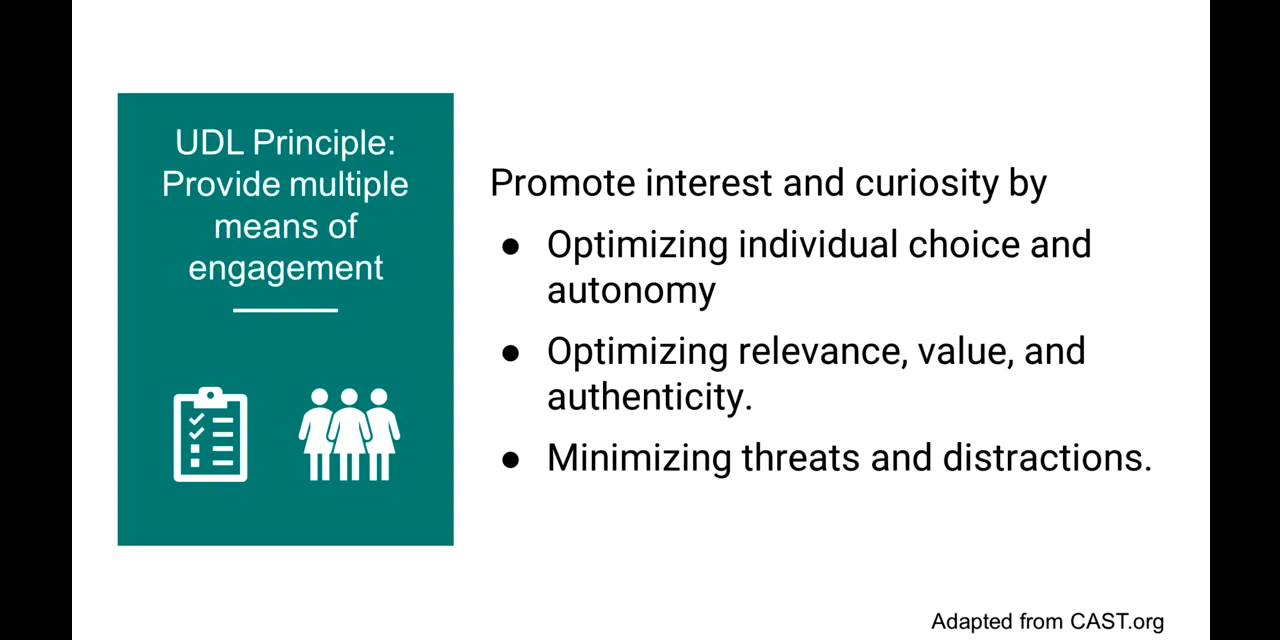 UDL Principle:
Provide multiple
means of
engagement
Promote interest and curiosity by
● Optimizing individual choice and
autonomy
● Optimizing relevance, value, and
authenticity.
● Minimizing threats and distractions.
Adapted from CAST.org